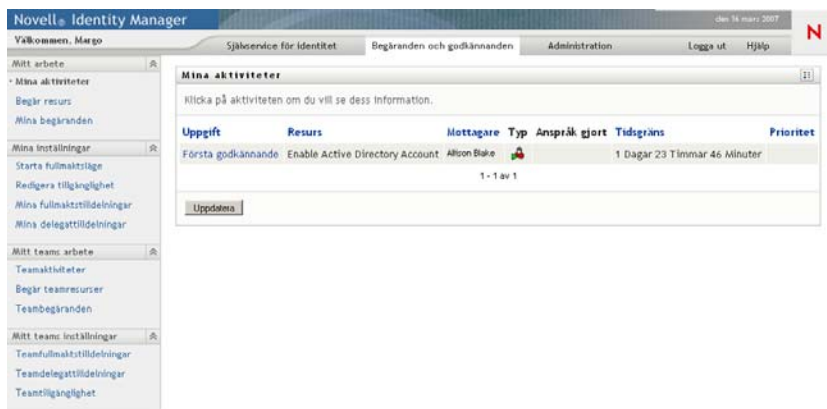 Novell® Identity Manager
den 16 mars 2007
N
Välkommen, Margo
Självservice för identitet
Begäranden och godkännanden
Administration
Logga ut
Hjälp
Mitt arbete
Mina aktiviteter
Begär resurs
Mina begäranden
Mina inställningar
Starta fullmaktsläge
Redigera tillgänglighet
Mina fullmaktstilldelningar
Mina delegattilldelningar
Mitt teams arbete
Teamaktiviteter
Begär teamresurser
Teambegäranden
Mitt teams inställningar
Teamfullmaktstilldelningar
Teamdelegattilldelningar
Teamtillgänglighet
Mina aktiviteter
Klicka på aktiviteten om du vill se dess information.
Uppgift Resurs Mottagare Typ Anspråk gjort Tidsgräns Prioritet
Första godkännande Enable Active Directory Account Allison Blake 1 Dagar 23 Timmar 46 Minuter
1 - 1 av 1
Uppdatera